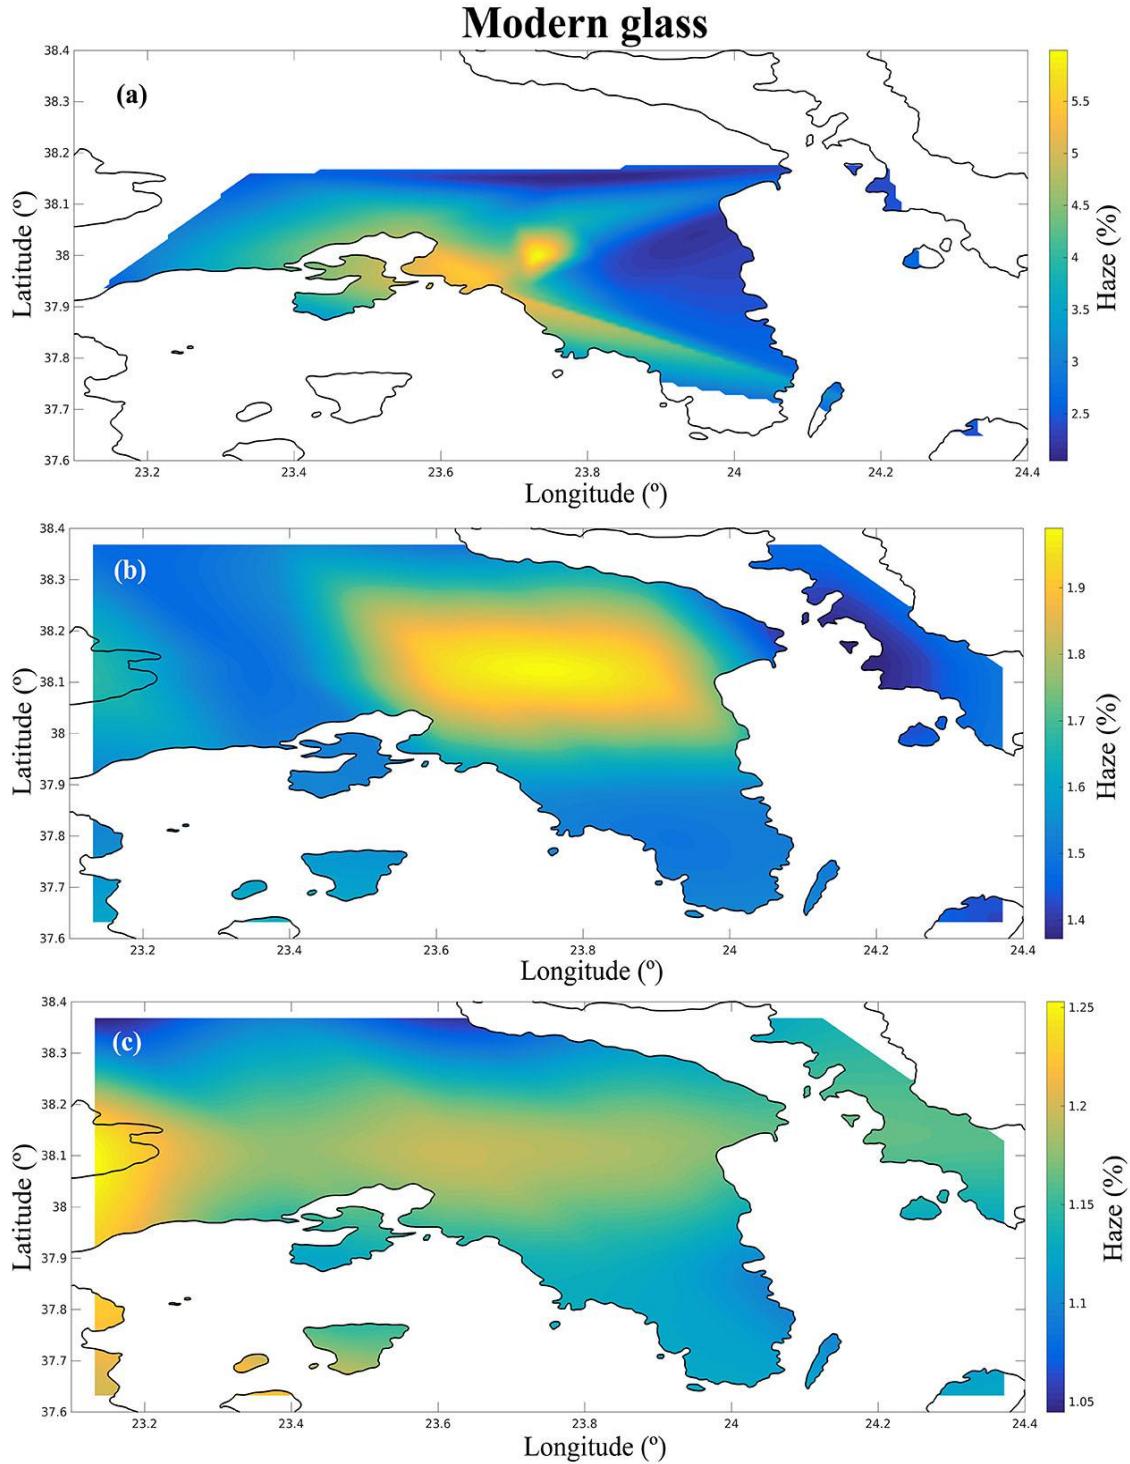 Modern glass
(a)
38.4
38.3
38.2
38.1
38
37.9
37.8
37.7
37.6
Latitude (º)
23.2 23.4 23.6 23.8 24 24.2 24.4
Longitude (º)
5.5
5
4.5
4
3.5
3
2.5
Haze (%)
(b)
38.4
38.3
38.2
38.1
38
37.9
37.8
37.7
37.6
Latitude (º)
23.2 23.4 23.6 23.8 24 24.2 24.4
Longitude (º)
1.9
1.8
1.7
1.6
1.5
1.4
Haze (%)
(c)
38.4
38.3
38.2
38.1
38
37.9
37.8
37.7
37.6
Latitude (º)
23.2 23.4 23.6 23.8 24 24.2 24.4
Longitude (º)
1.25
1.2
1.15
1.1
1.05
Haze (%)